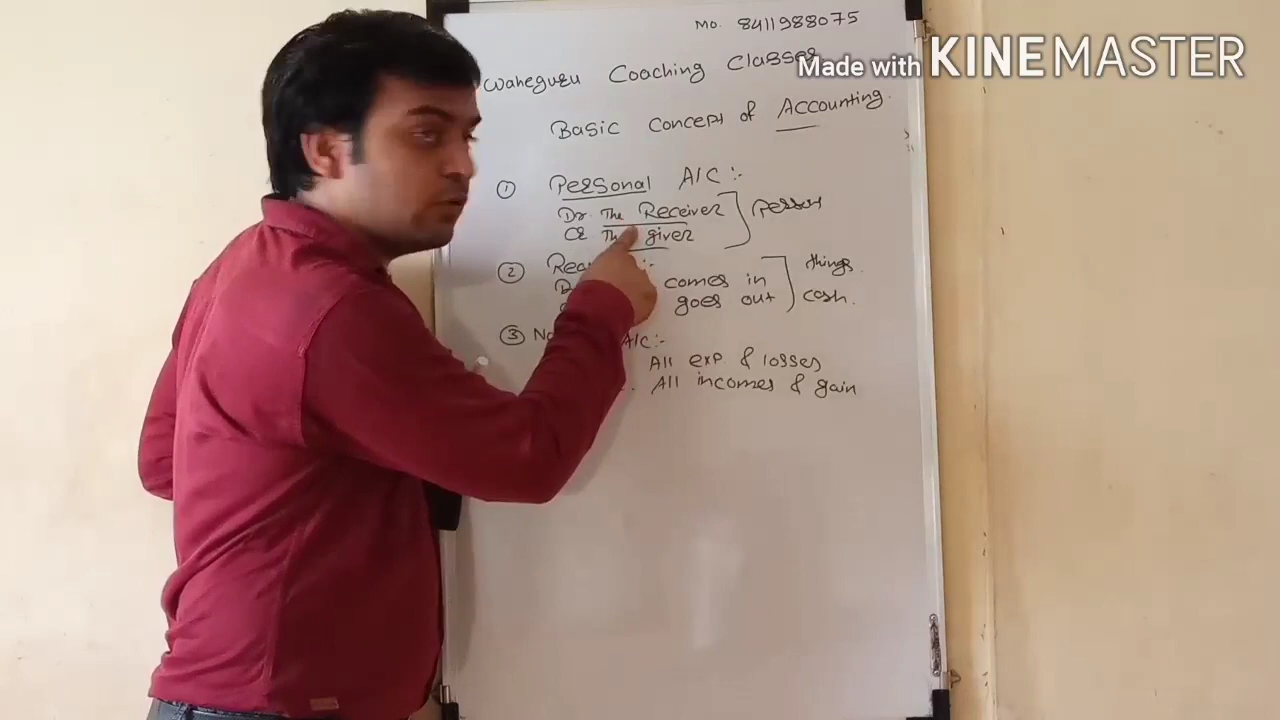 Mo. 8411988075
Made with KINEMASTER
Waheguru Coaching Classes
Basic Concept of Accounting.
① Personal A/C :-
Dr. The Receiver
Cr The giver
Person
②
comes in
goes out
things
cash.
③
A/C :-
All exp. & losses
All incomes & gain